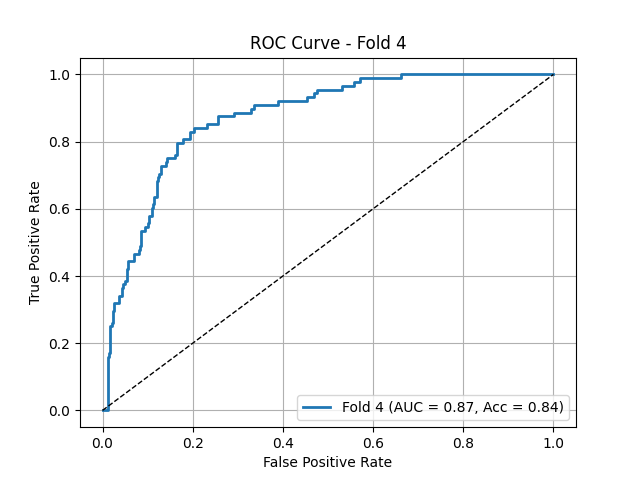 ROC Curve - Fold 4
1.0
0.8
0.6
0.4
0.2
0.0
True Positive Rate
Fold 4 (AUC = 0.87, Acc = 0.84)
0.0 0.2 0.4 0.6 0.8 1.0
False Positive Rate